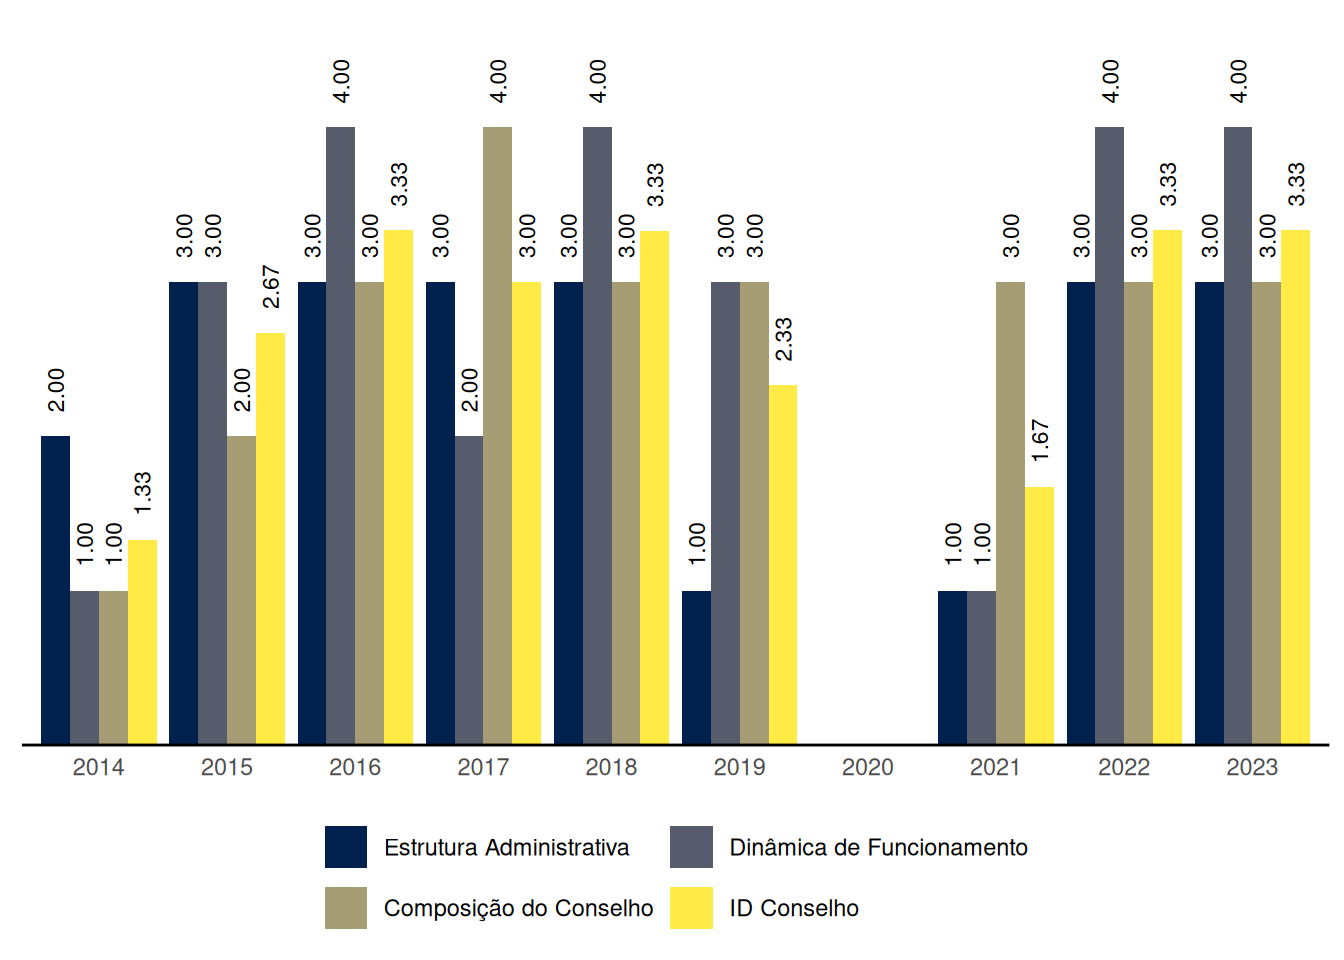 2.00 1.00 1.00 1.33
3.00 3.00 2.00 2.67
3.00 4.00 3.00 3.33
3.00 2.00 4.00 3.00
3.00 4.00 3.00 3.33
1.00 3.00 3.00 2.33
1.00 1.00 3.00 1.67
3.00 4.00 3.00 3.33
3.00 4.00 3.00 3.33
2014 2015 2016 2017 2018 2019 2020 2021 2022 2023
Estrutura Administrativa Dinâmica de Funcionamento
Composição do Conselho ID Conselho